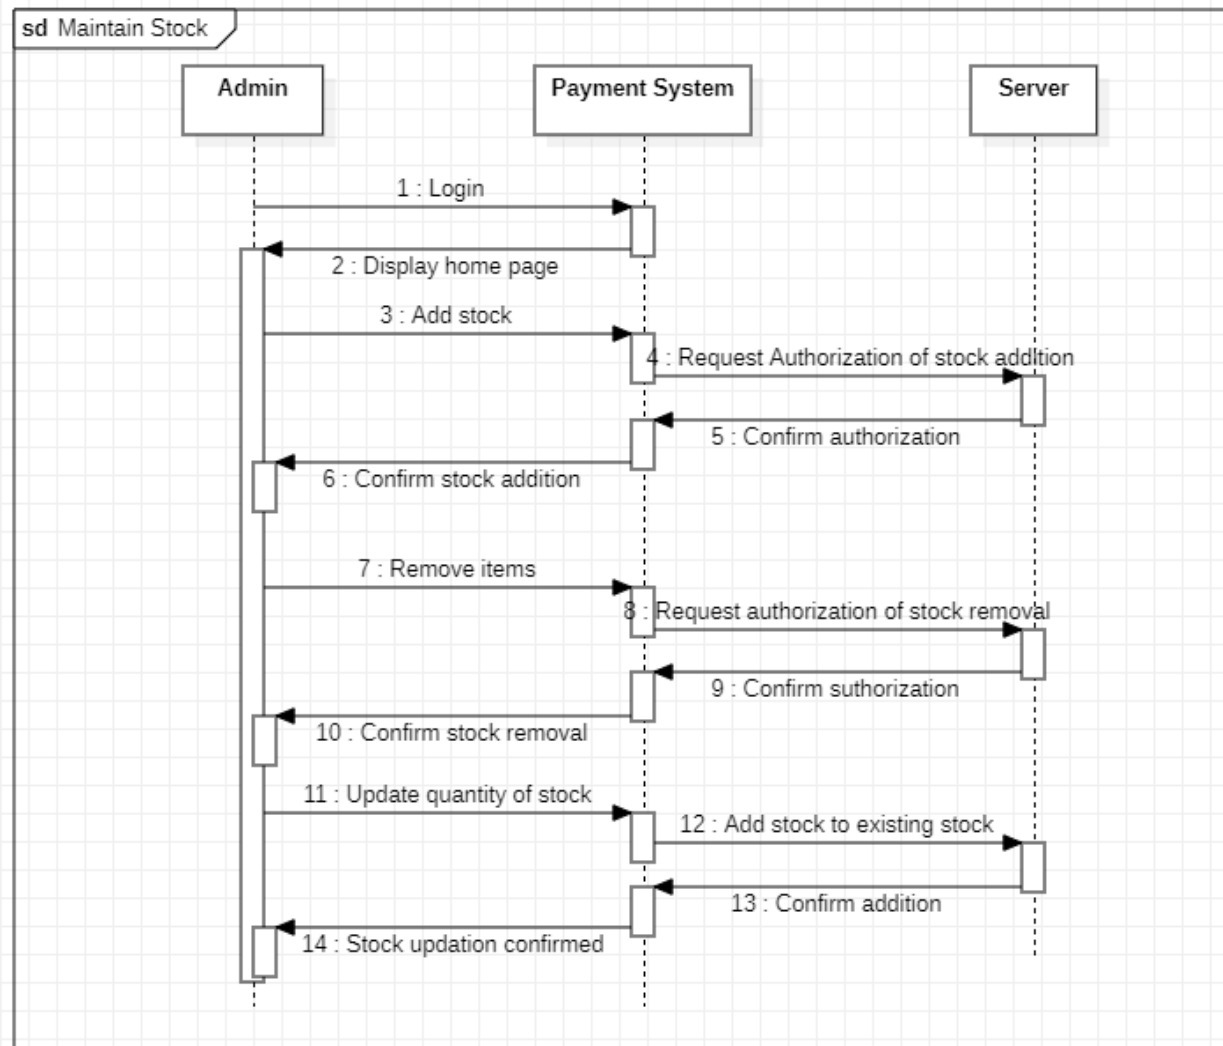 sd Maintain Stock
Admin
Payment System
Server
1 : Login
2 : Display home page
3 : Add stock
4 : Request Authorization of stock addition
5 : Confirm authorization
6 : Confirm stock addition
7 : Remove items
8 : Request authorization of stock removal
9 : Confirm suthorization
10 : Confirm stock removal
11 : Update quantity of stock
12 : Add stock to existing stock
13 : Confirm addition
14 : Stock updation confirmed